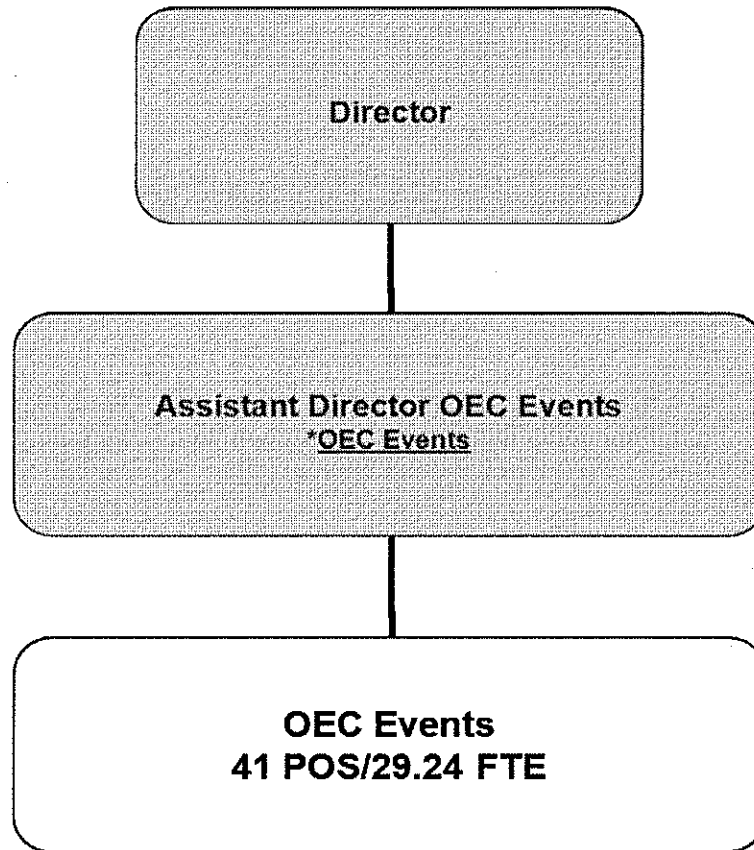 Director
Assistant Director OEC Events
*OEC Events
OEC Events
41 POS/29.24 FTE